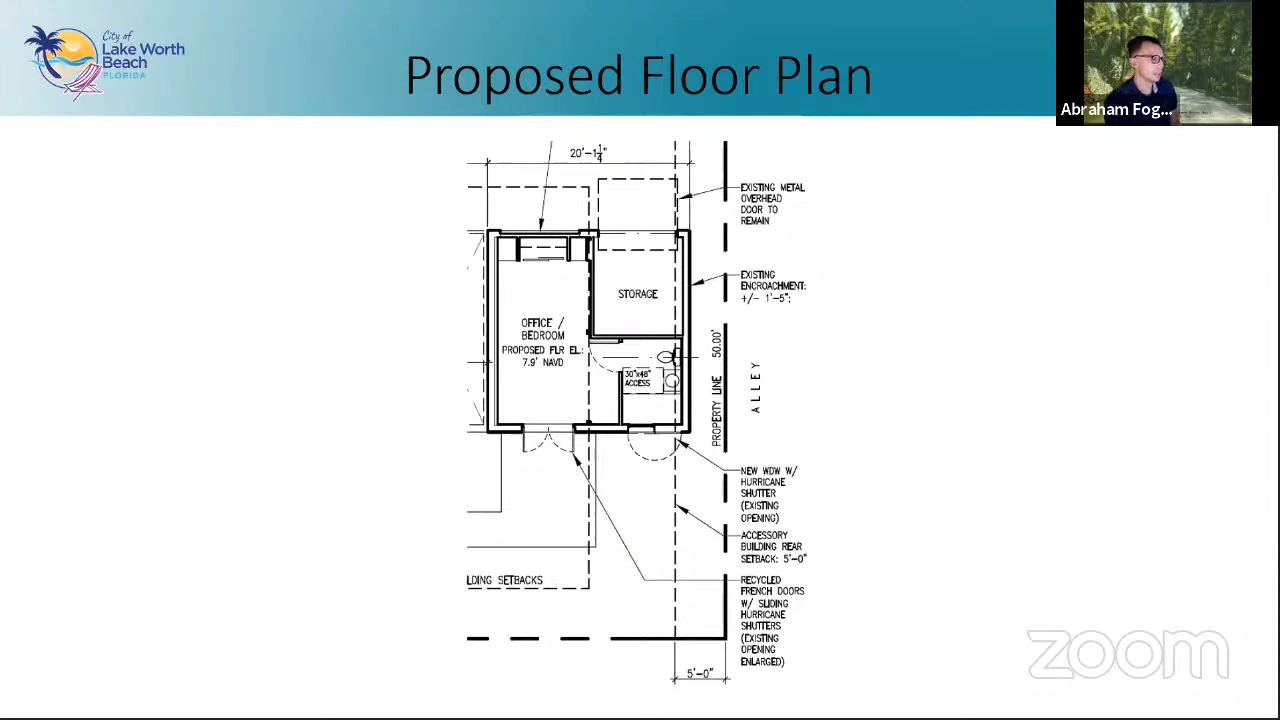 City of
Lake Worth
Beach
FLORIDA
Proposed Floor Plan
Abraham Fog...
20'-1¼"
EXISTING METAL
OVERHEAD
DOOR TO
REMAIN
EXISTING
ENCROACHMENT:
+/- 1'-5";
STORAGE
OFFICE /
BEDROOM
PROPOSED FLR EL:
7.9' NAVD
30"x48"
ACCESS
PROPERTY LINE 50.00'
ALLEY
NEW WDW W/
HURRICANE
SHUTTER
(EXISTING
OPENING)
ACCESSORY
BUILDING REAR
SETBACK: 5'-0"
LDING SETBACKS
RECYCLED
FRENCH DOORS
W/ SLIDING
HURRICANE
SHUTTERS
(EXISTING
OPENING
ENLARGED)
5'-0"
zoom